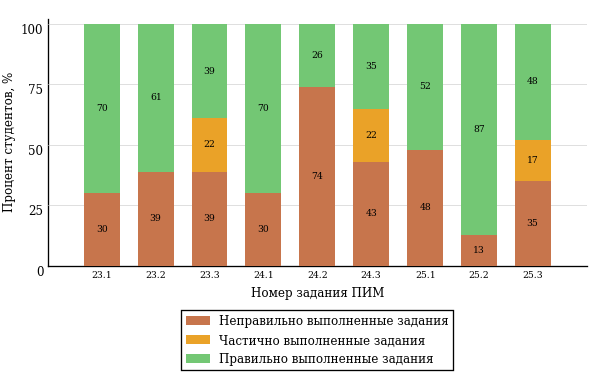 Процент студентов, %
100
75
50
25
0
70 61 39 70 26 35 52 87 48
22 22 17
30 39 39 30 74 43 48 13 35
23.1 23.2 23.3 24.1 24.2 24.3 25.1 25.2 25.3
Номер задания ПИМ
Неправильно выполненные задания
Частично выполненные задания
Правильно выполненные задания